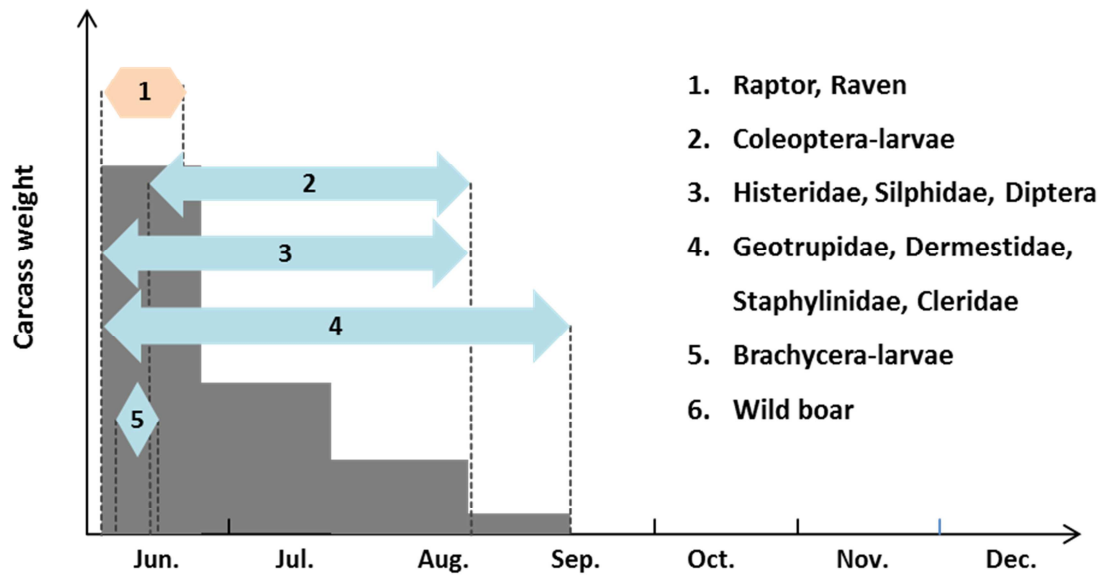 1
1. Raptor, Raven
2. Coleoptera-larvae
2
3. Histeridae, Silphidae, Diptera
3
4. Geotrupidae, Dermestidae,
Staphylinidae, Cleridae
4
5. Brachycera-larvae
5
6. Wild boar
Carcass weight
Jun. Jul. Aug. Sep. Oct. Nov. Dec.